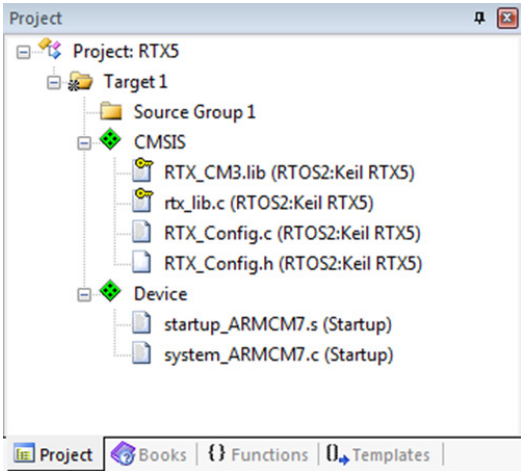 Project
Project: RTX5
Target 1
Source Group 1
CMSIS
RTX_CM3.lib (RTOS2:Keil RTX5)
rtx_lib.c (RTOS2:Keil RTX5)
RTX_Config.c (RTOS2:Keil RTX5)
RTX_Config.h (RTOS2:Keil RTX5)
Device
startup_ARMCM7.s (Startup)
system_ARMCM7.c (Startup)
Project Books {} Functions 0 Templates